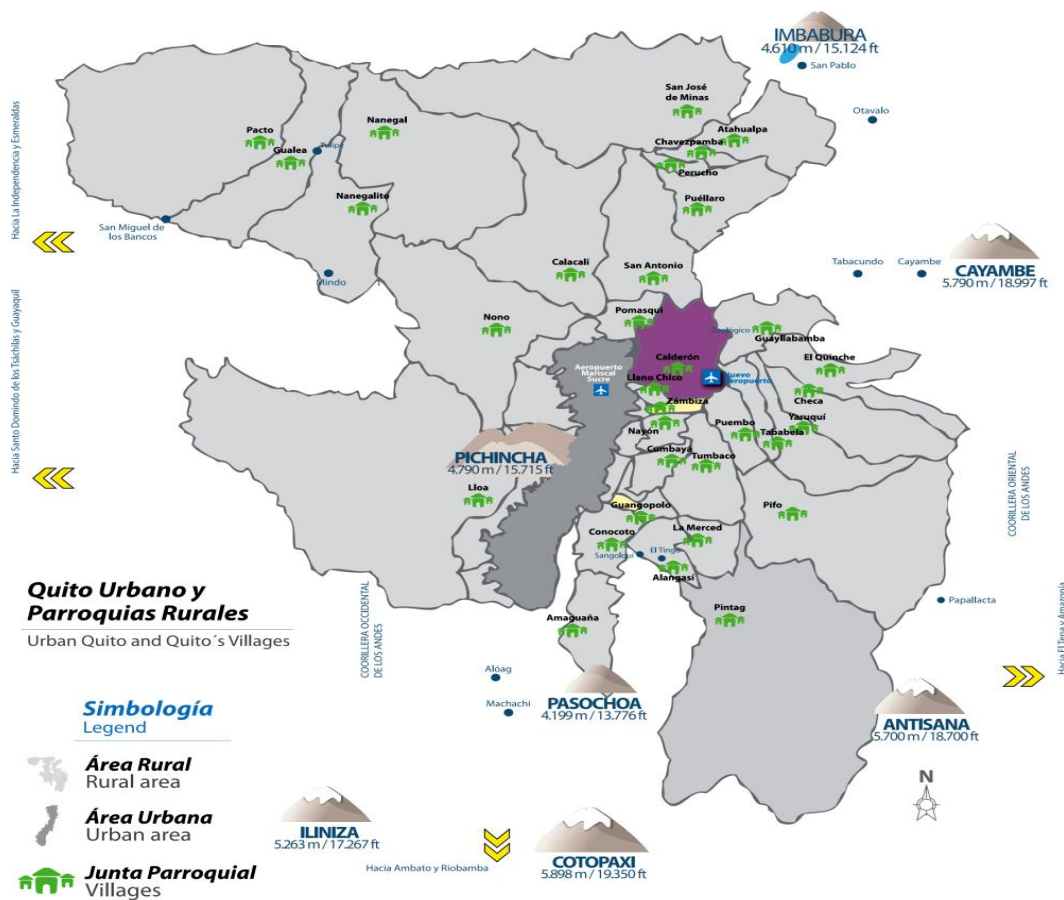 IMBABURA
4.610 m / 15.124 ft
San Pablo
Otavalo
San José
de Minas
Nanegal
Pacto
Gualea
Tulipe
Atahualpa
Chavezpamba
Perucho
Puéllaro
Nanegalito
San Miguel de
los Bancos
Hacia La Independencia y Esmeraldas
Mindo
Calacali
San Antonio
Tabacundo
Cayambe
CAYAMBE
5.790 m / 18.997 ft
Nono
Pomasqui
Zoológico
Guayllabamba
El Quinche
Calderón
Aeropuerto
Mariscal
Sucre
Llano Chico
Nuevo
Aeropuerto
Checa
Zámbiza
Nayón
Puembo
Yaruquí
Tababela
Hacia Santo Domindo de los Tsáchilas y Guayaquil
PICHINCHA
4.790 m / 15.715 ft
Cumbayá
Tumbaco
Lloa
Guangopolo
Pifo
COORILLERA ORIENTAL
DE LOS ANDES
Conocoto
La Merced
Sangolquí
El Tingo
Alangasí
Quito Urbano y
Parroquias Rurales
Urban Quito and Quito´s Villages
COORILLERA OCCIDENTAL
DE LOS ANDES
Amaguaña
Pintag
Papallacta
Hacia El Tena y Amazonía
Alóag
Machachi
PASOCHOA
4.199 m / 13.776 ft
ANTISANA
5.700 m / 18.700 ft
Simbología
Legend
Área Rural
Rural area
Área Urbana
Urban area
Junta Parroquial
Villages
N
ILINIZA
5.263 m / 17.267 ft
Hacia Ambato y Riobamba
COTOPAXI
5.898 m / 19.350 ft